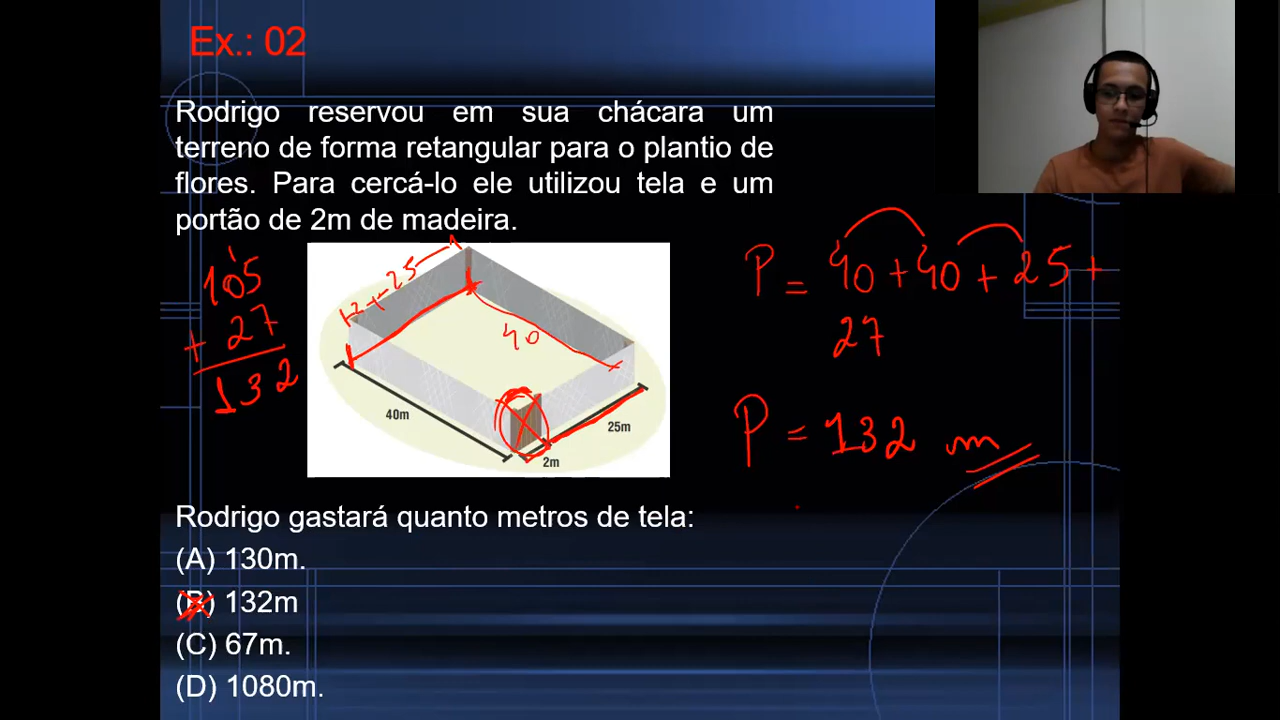 Ex.: 02
Rodrigo reservou em sua chácara um
terreno de forma retangular para o plantio de
flores. Para cercá-lo ele utilizou tela e um
portão de 2m de madeira.
1
105
+ 27
132
2 + 25
40
40m
25m
2m
P = 40 + 40 + 25 +
27
P = 132 m
Rodrigo gastará quanto metros de tela:
(A) 130m.
(B) 132m
(C) 67m.
(D) 1080m.